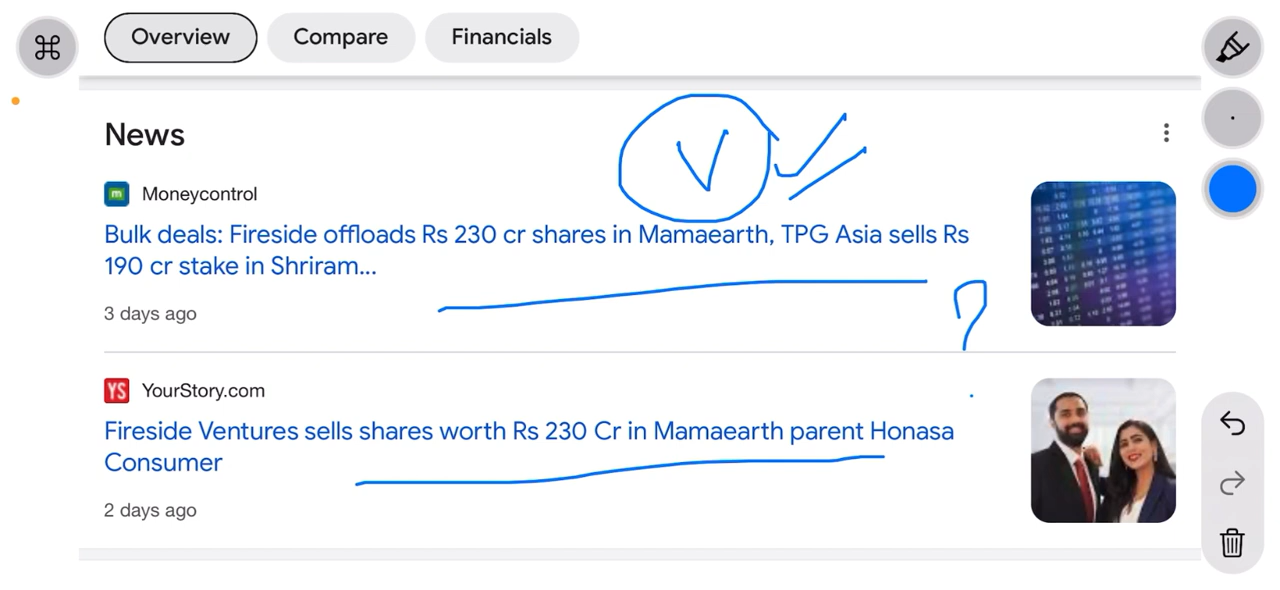 Overview Compare Financials
News
V
Moneycontrol
Bulk deals: Fireside offloads Rs 230 cr shares in Mamaearth, TPG Asia sells Rs
190 cr stake in Shriram...
3 days ago
?
YS YourStory.com
Fireside Ventures sells shares worth Rs 230 Cr in Mamaearth parent Honasa
Consumer
2 days ago